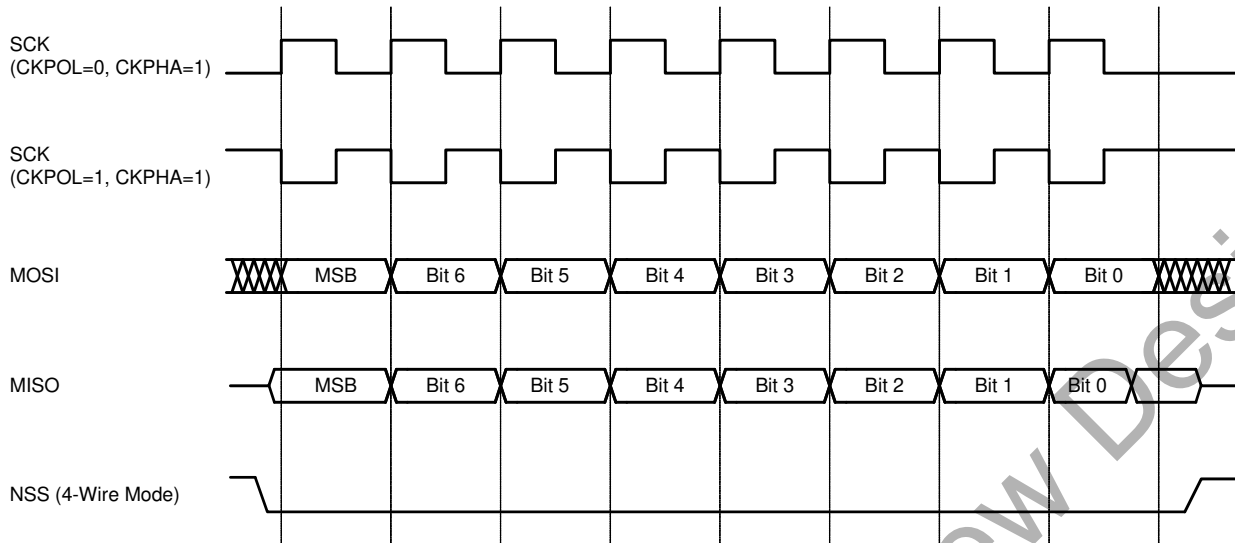 SCK
(CKPOL=0, CKPHA=1)
SCK
(CKPOL=1, CKPHA=1)
MOSI
MSB Bit 6 Bit 5 Bit 4 Bit 3 Bit 2 Bit 1 Bit 0
MISO
MSB Bit 6 Bit 5 Bit 4 Bit 3 Bit 2 Bit 1 Bit 0
NSS (4-Wire Mode)